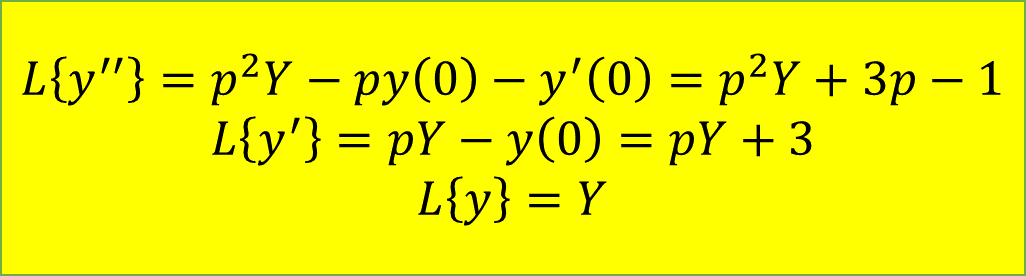 L{y′′} = p²Y − py(0) − y′(0) = p²Y + 3p − 1
L{y′} = pY − y(0) = pY + 3
L{y} = Y